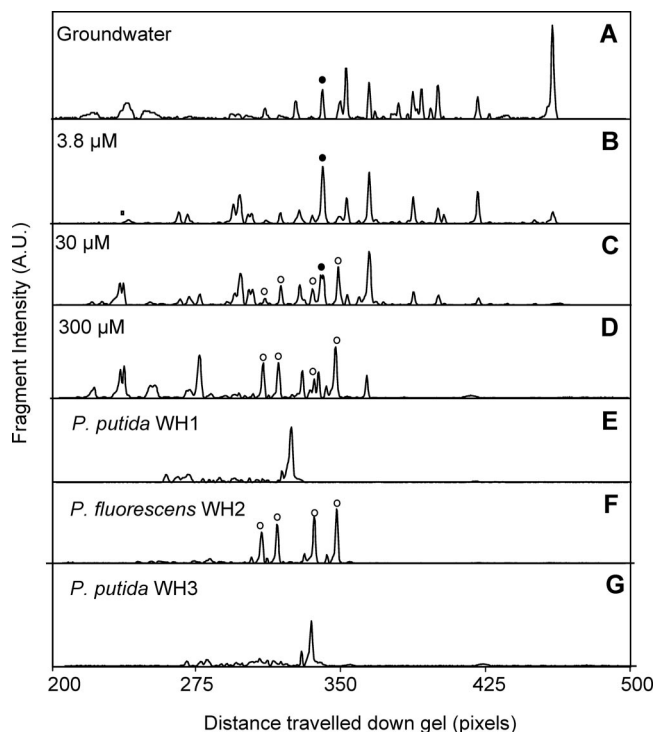 Groundwater A
3.8 µM B
30 µM C
300 µM D
P. putida WH1 E
P. fluorescens WH2 F
P. putida WH3 G
Fragment Intensity (A.U.)
200 275 350 425 500
Distance travelled down gel (pixels)